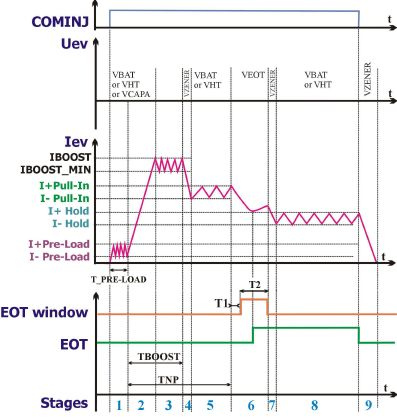 COMINJ
t
Uev
VBAT
or VHT
or VCAPA
VZENER
VBAT
or VHT
VEOT
VZENER
VBAT
or VHT
VZENER
t
Iev
IBOOST
IBOOST_MIN
I+Pull-In
I- Pull-In
I+ Hold
I- Hold
I+Pre-Load
I- Pre-Load
t
T_PRE-LOAD
T2
T1
EOT window
EOT
TBOOST
TNP
t
Stages
1 2 3 4 5 6 7 8 9